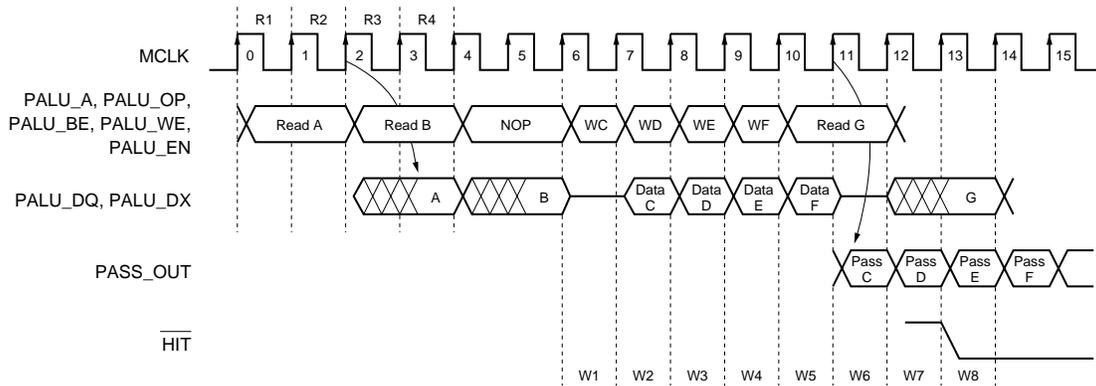 R1 R2 R3 R4
MCLK 0 1 2 3 4 5 6 7 8 9 10 11 12 13 14 15
PALU_A, PALU_OP,
PALU_BE, PALU_WE,
PALU_EN
Read A Read B NOP WC WD WE WF Read G
PALU_DQ, PALU_DX A B Data C Data D Data E Data F G
PASS_OUT Pass C Pass D Pass E Pass F
HIT
W1 W2 W3 W4 W5 W6 W7 W8